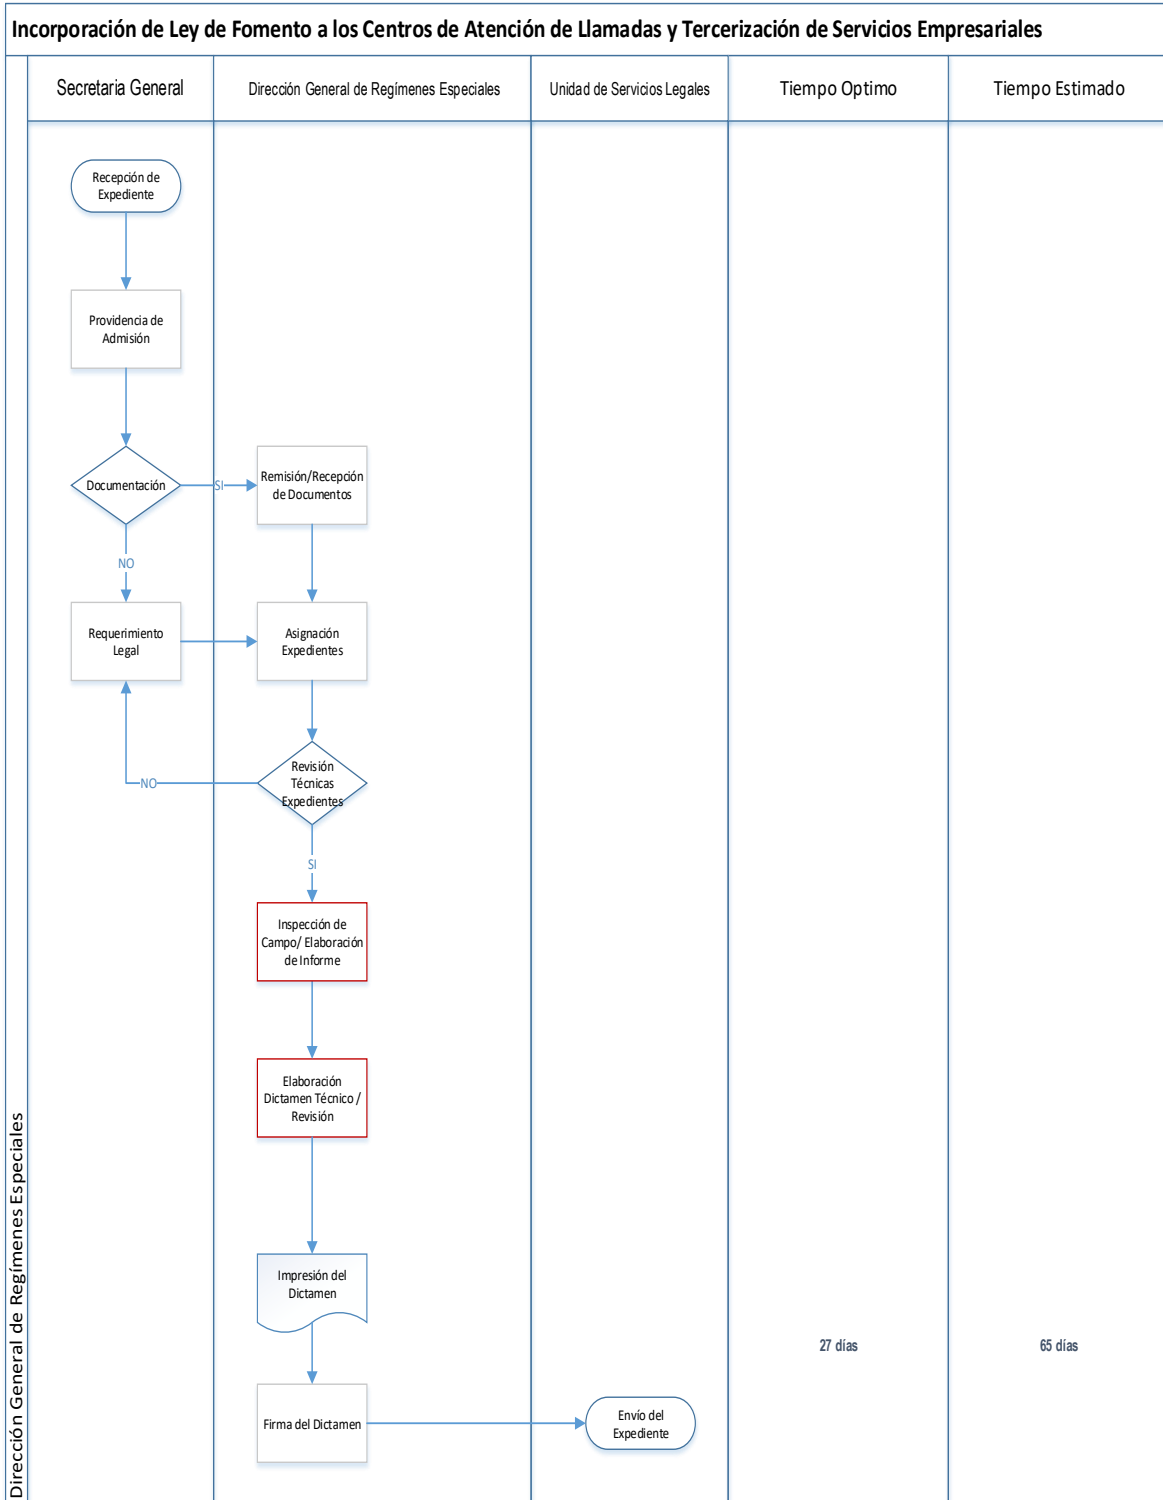 Incorporación de Ley de Fomento a los Centros de Atención de Llamadas y Tercerización de Servicios Empresariales
Secretaria General
Dirección General de Regímenes Especiales
Unidad de Servicios Legales
Tiempo Optimo
Tiempo Estimado
Recepción de
Expediente
Providencia de
Admisión
Documentación
SI
Remisión/Recepción
de Documentos
NO
Requerimiento
Legal
Asignación
Expedientes
Revisión
Técnicas
Expedientes
NO
SI
Inspección de
Campo/ Elaboración
de Informe
Elaboración
Dictamen Técnico /
Revisión
Impresión del
Dictamen
27 días
65 días
Firma del Dictamen
Envío del
Expediente
Dirección General de Regímenes Especiales